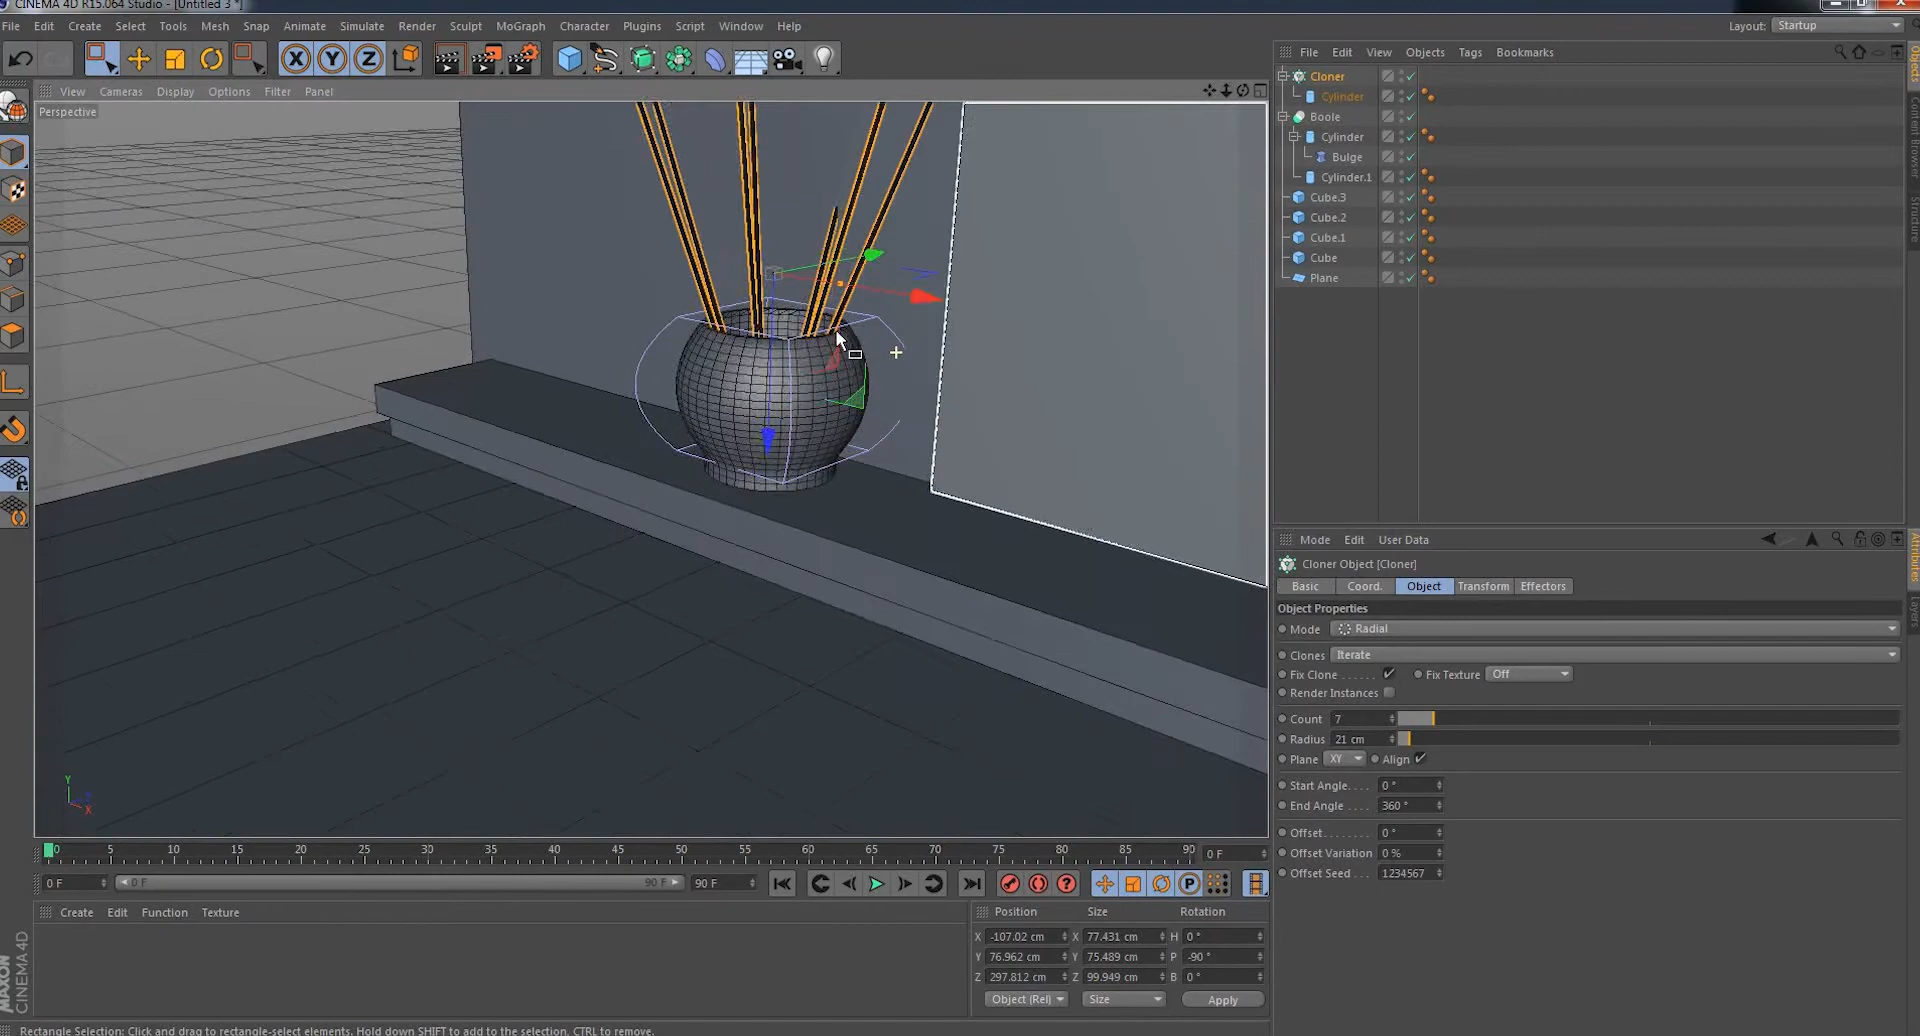 CINEMA 4D R15.064 Studio - [Untitled 3 *]
File Edit Create Select Tools Mesh Snap Animate Simulate Render Sculpt MoGraph Character Plugins Script Window Help
Layout: Startup
X Y Z
File Edit View Objects Tags Bookmarks
View Cameras Display Options Filter Panel
Perspective
Cloner
Cylinder
Boole
Cylinder
Bulge
Cylinder.1
Cube.3
Cube.2
Cube.1
Cube
Plane
Objects
Content Browser
Structure
Mode Edit User Data
Cloner Object [Cloner]
Basic Coord. Object Transform Effectors
Object Properties
Mode Radial
Clones Iterate
Fix Clone . . . . . . Fix Texture Off
Render Instances
Count 7
Radius 21 cm
Plane XY Align
Start Angle. . . . 0 °
End Angle . . . . 360 °
Offset. . . . . . . . 0 °
Offset Variation 0 %
Offset Seed . . . 1234567
Attributes
Layers
Y
Z
X
0 5 10 15 20 25 30 35 40 45 50 55 60 65 70 75 80 85 90 0 F
0 F 0 F 90 F 90 F
P
Create Edit Function Texture
Position Size Rotation
X -107.02 cm X 77.431 cm H 0 °
Y 76.962 cm Y 75.489 cm P -90 °
Z 297.812 cm Z 99.949 cm B 0 °
Object (Rel) Size Apply
MAXON
CINEMA 4D
Rectangle Selection: Click and drag to rectangle-select elements. Hold down SHIFT to add to the selection, CTRL to remove.